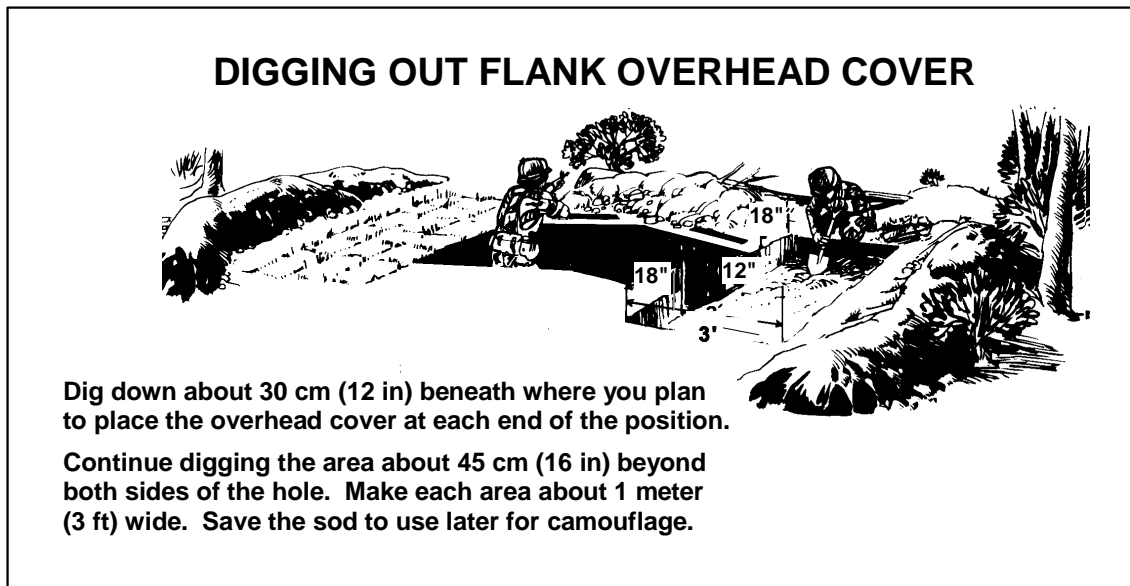 DIGGING OUT FLANK OVERHEAD COVER
18"
18"
12"
3'
Dig down about 30 cm (12 in) beneath where you plan
to place the overhead cover at each end of the position.
Continue digging the area about 45 cm (16 in) beyond
both sides of the hole.  Make each area about 1 meter
(3 ft) wide.  Save the sod to use later for camouflage.